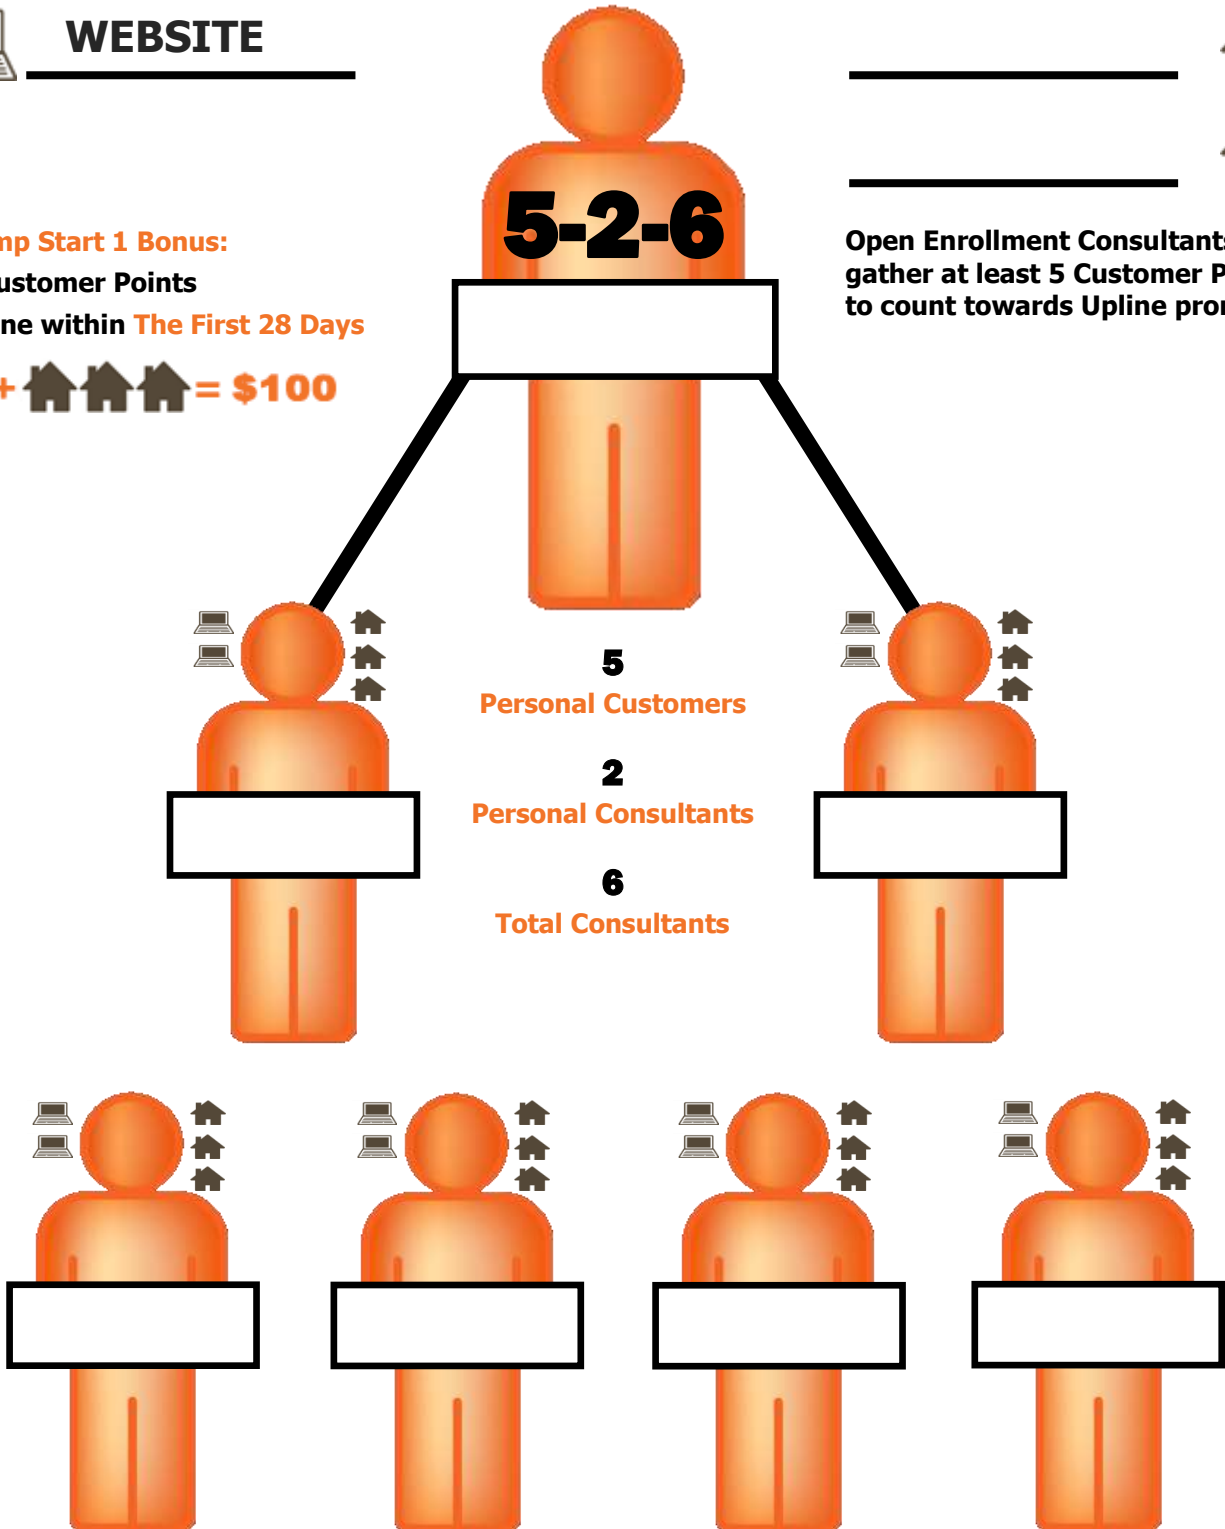 WEBSITE
5-2-6
mp Start 1 Bonus:
ustomer Points
ne within The First 28 Days
+ = $100
Open Enrollment Consultants
gather at least 5 Customer P
to count towards Upline pro
5
Personal Customers
2
Personal Consultants
6
Total Consultants